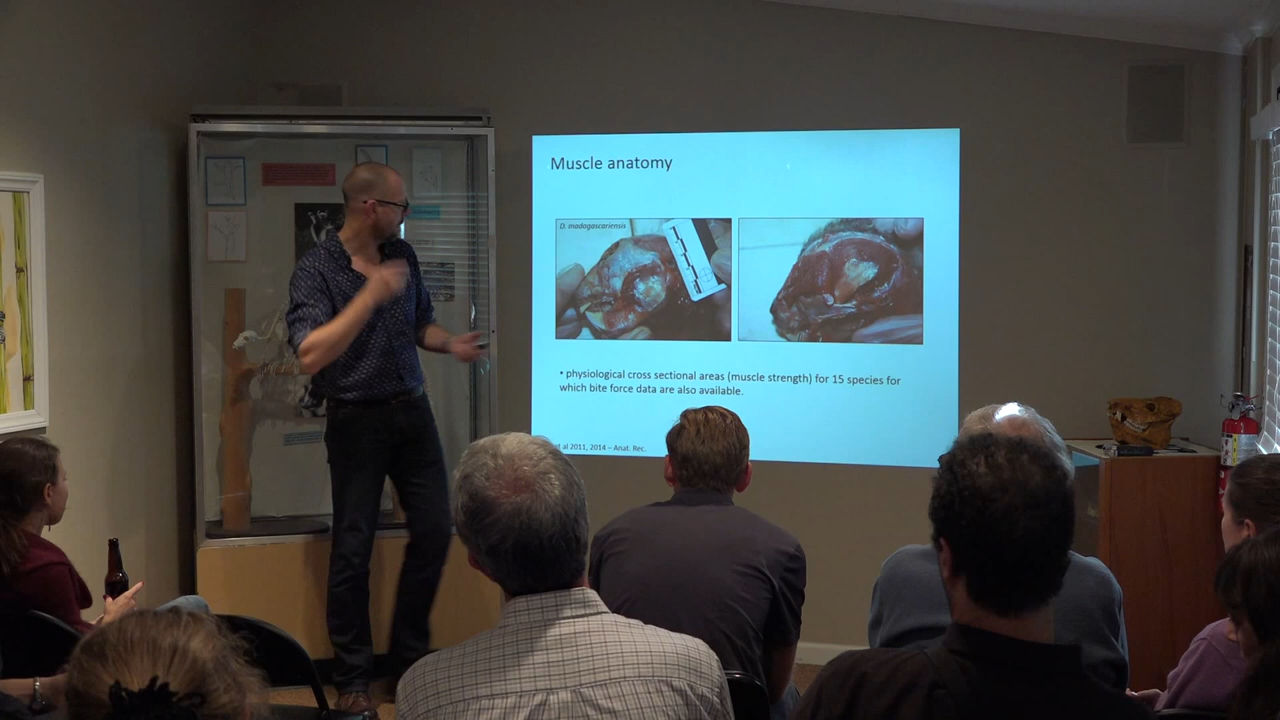 Muscle anatomy
D. madagascariensis
• physiological cross sectional areas (muscle strength) for 15 species for
which bite force data are also available.
et al 2011, 2014 – Anat. Rec.